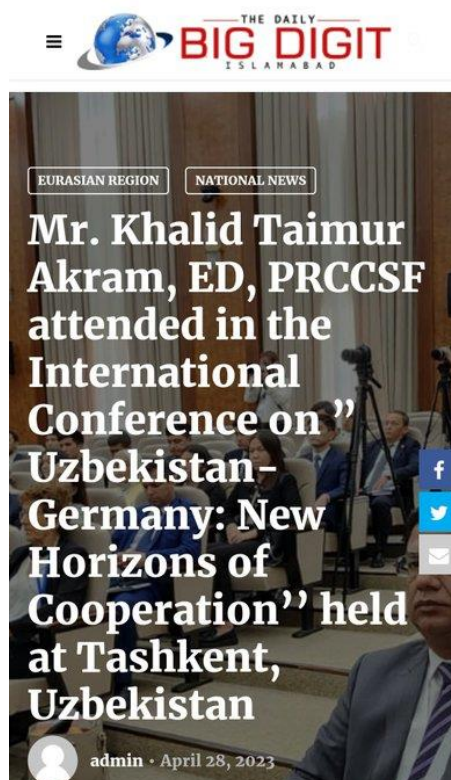 THE DAILY
BIG DIGIT
ISLAMABAD
EURASIAN REGION
NATIONAL NEWS
Mr. Khalid Taimur
Akram, ED, PRCCSF
attended in the
International
Conference on ”
Uzbekistan-
Germany: New
Horizons of
Cooperation’’ held
at Tashkent,
Uzbekistan
admin • April 28, 2023